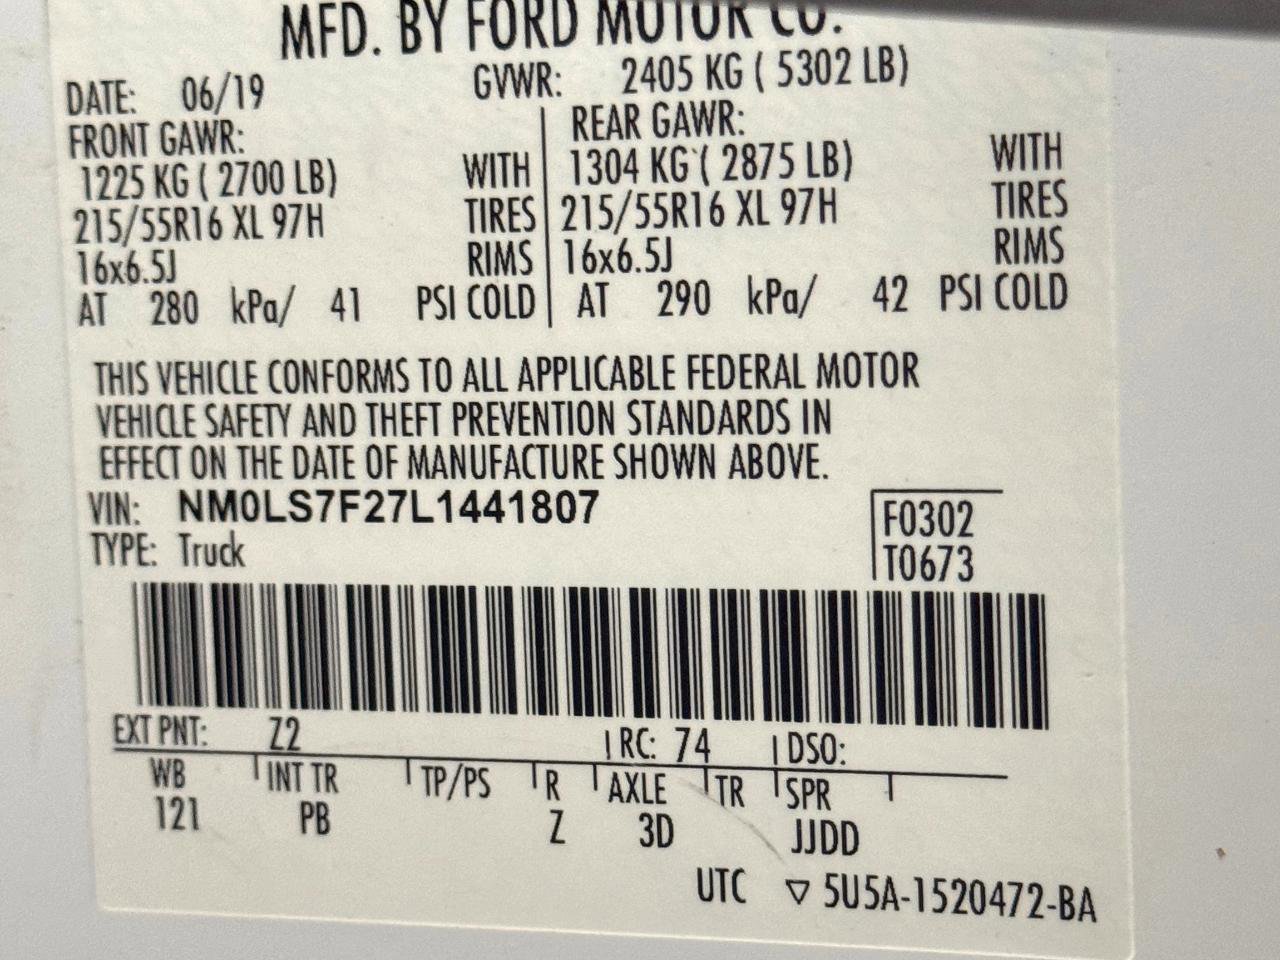 MFD. BY FORD MOTOR CO.
DATE: 06/19 GVWR: 2405 KG ( 5302 LB)
FRONT GAWR: REAR GAWR:
1225 KG ( 2700 LB) WITH 1304 KG ( 2875 LB) WITH
215/55R16 XL 97H TIRES 215/55R16 XL 97H TIRES
16x6.5J RIMS 16x6.5J RIMS
AT 280 kPa/ 41 PSI COLD AT 290 kPa/ 42 PSI COLD
THIS VEHICLE CONFORMS TO ALL APPLICABLE FEDERAL MOTOR
VEHICLE SAFETY AND THEFT PREVENTION STANDARDS IN
EFFECT ON THE DATE OF MANUFACTURE SHOWN ABOVE.
VIN: NM0LS7F27L1441807 F0302
TYPE: Truck T0673
EXT PNT: Z2 RC: 74 DSO:
WB INT TR TP/PS R AXLE TR SPR
121 PB Z 3D JJDD
UTC ▽ 5U5A-1520472-BA